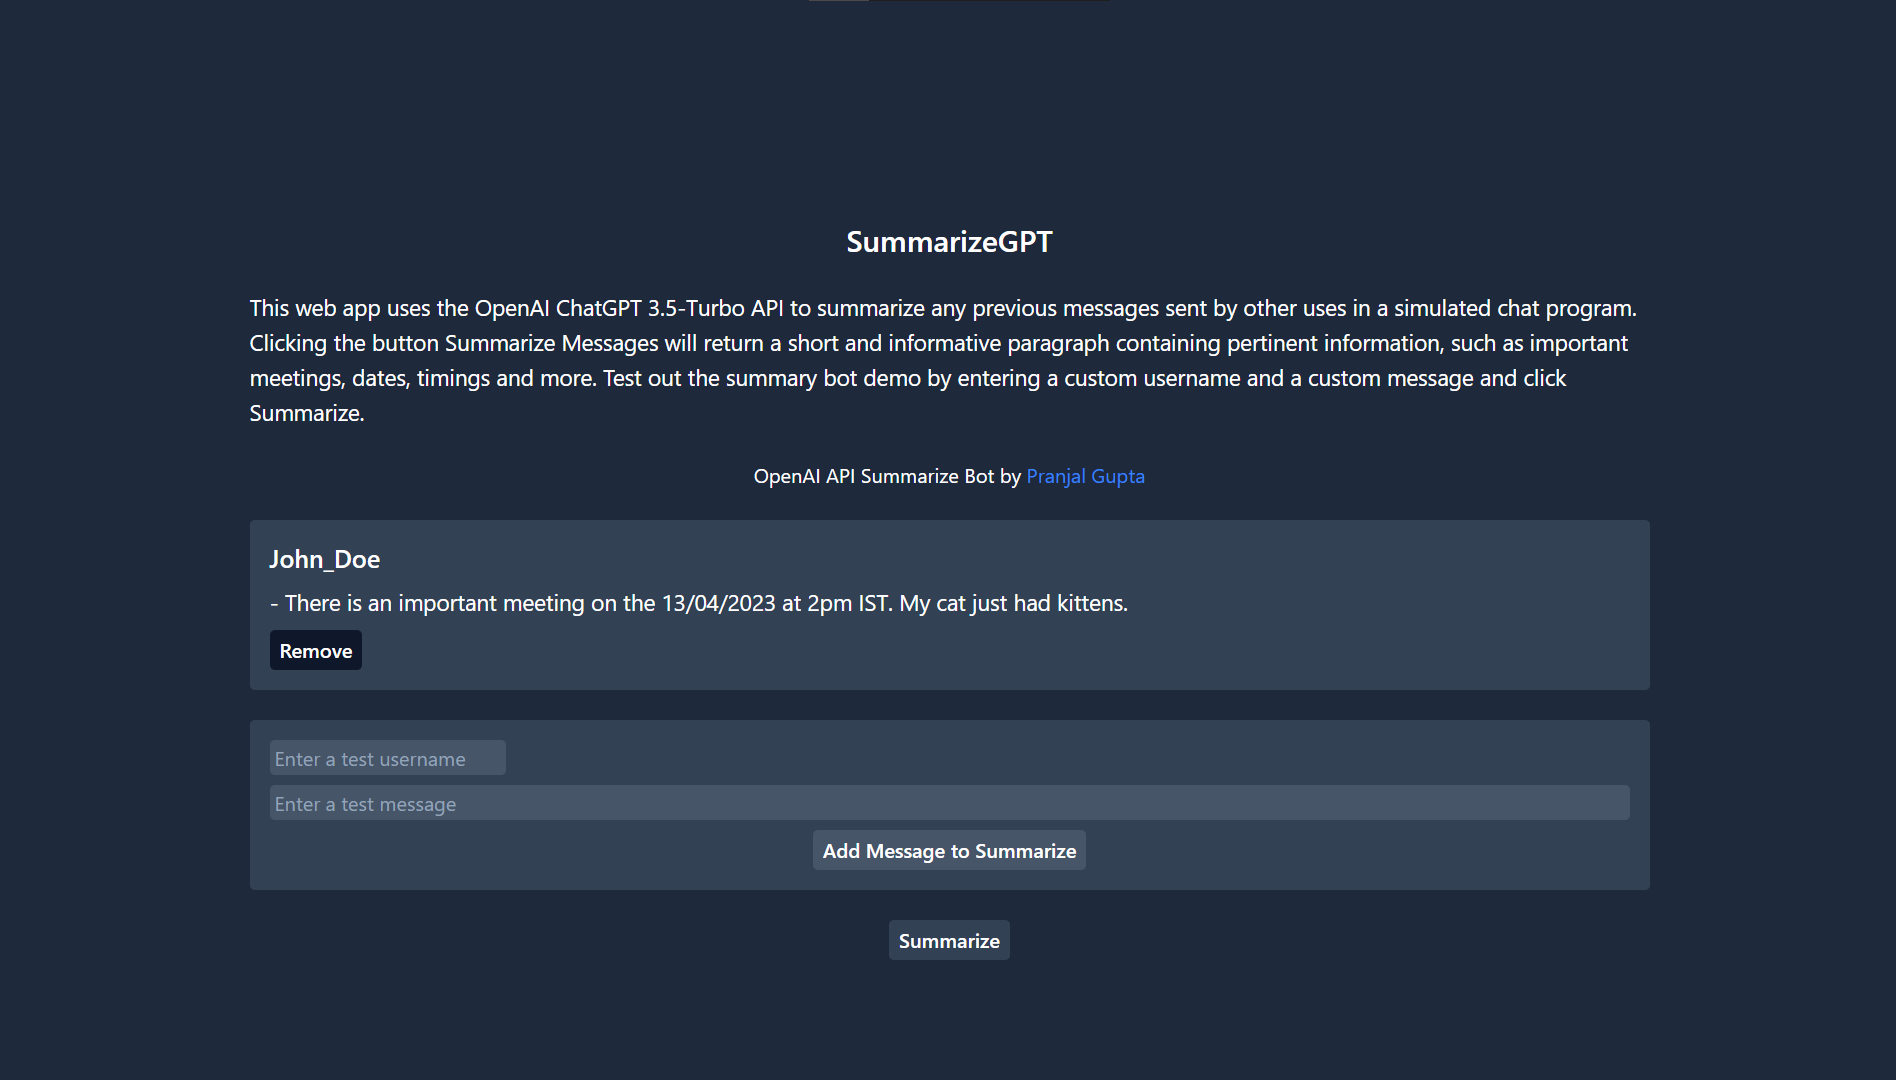 SummarizeGPT
This web app uses the OpenAI ChatGPT 3.5-Turbo API to summarize any previous messages sent by other uses in a simulated chat program.
Clicking the button Summarize Messages will return a short and informative paragraph containing pertinent information, such as important
meetings, dates, timings and more. Test out the summary bot demo by entering a custom username and a custom message and click
Summarize.
OpenAI API Summarize Bot by Pranjal Gupta
John_Doe
- There is an important meeting on the 13/04/2023 at 2pm IST. My cat just had kittens.
Remove
Enter a test username
Enter a test message
Add Message to Summarize
Summarize